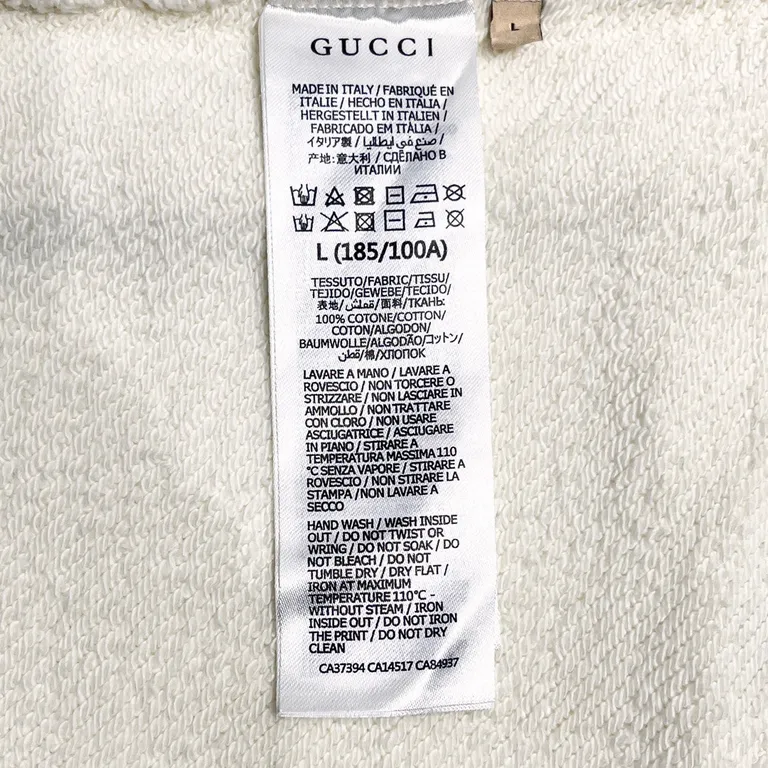 L
GUCCI
MADE IN ITALY / FABRIQUÉ EN
ITALIE / HECHO EN ITALIA /
HERGESTELLT IN ITALIEN /
FABRICADO EM ITÀLIA /
イタリア製 / صنع في ايطاليا /
产地:意大利 / СДЕЛАНО В
ИТАЛИИ
L (185/100A)
TESSUTO/FABRIC/TISSU/
TEJIDO/GEWEBE/TECIDO/
表地/قماش/面料/ТКАНЬ:
100% COTONE/COTTON/
COTON/ALGODON/
BAUMWOLLE/ALGODÃO/コットン/
قطن/棉/ХЛОПОК
LAVARE A MANO / LAVARE A
ROVESCIO / NON TORCERE O
STRIZZARE / NON LASCIARE IN
AMMOLLO / NON TRATTARE
CON CLORO / NON USARE
ASCIUGATRICE / ASCIUGARE
IN PIANO / STIRARE A
TEMPERATURA MASSIMA 110
°C SENZA VAPORE / STIRARE A
ROVESCIO / NON STIRARE LA
STAMPA / NON LAVARE A
SECCO
HAND WASH / WASH INSIDE
OUT / DO NOT TWIST OR
WRING / DO NOT SOAK / DO
NOT BLEACH / DO NOT
TUMBLE DRY / DRY FLAT /
IRON AT MAXIMUM
TEMPERATURE 110°C -
WITHOUT STEAM / IRON
INSIDE OUT / DO NOT IRON
THE PRINT / DO NOT DRY
CLEAN
CA37394 CA14517 CA84937